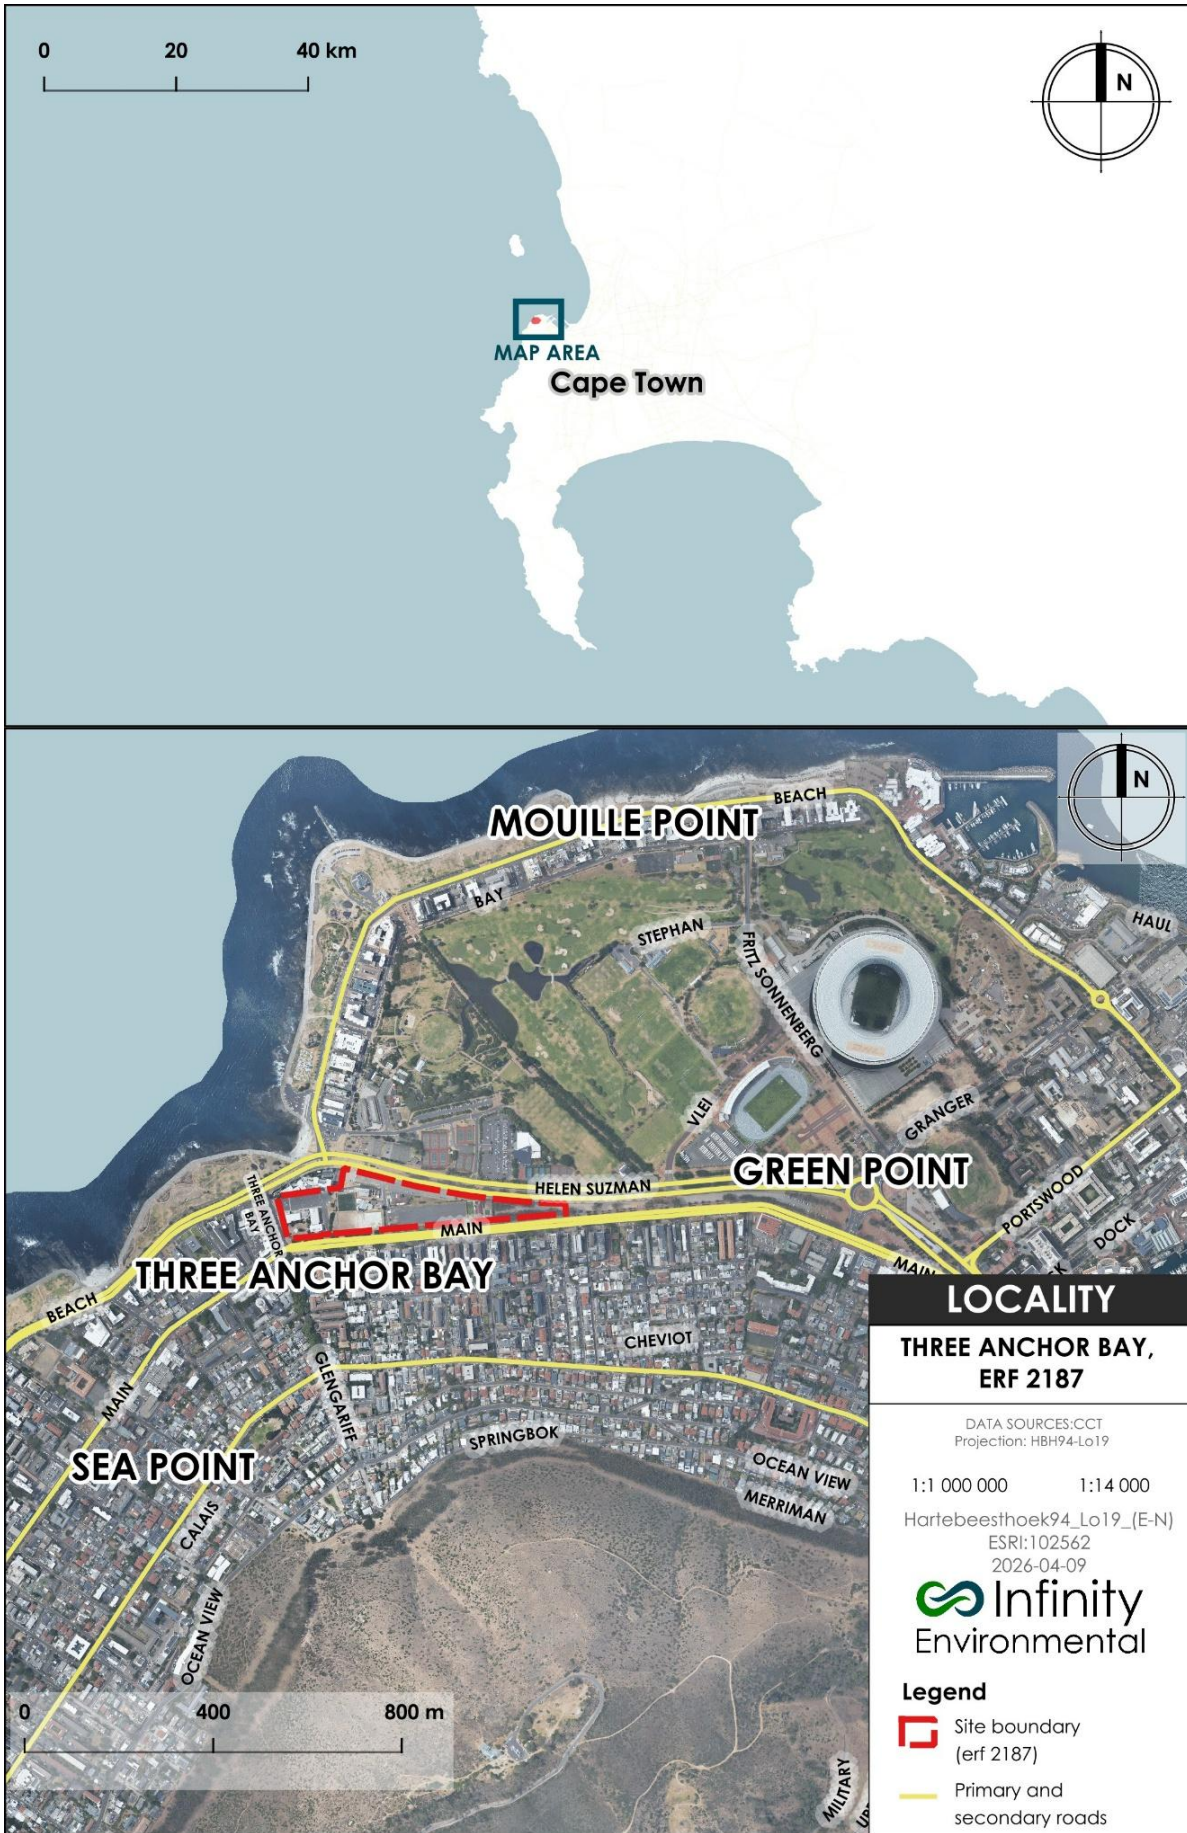 0 20 40 km
N
MAP AREA
Cape Town
N
BEACH
MOUILLE POINT
BAY
STEPHAN
HAUL
FRITZ SONNENBERG
VLEI
GRANGER
GREEN POINT
HELEN SUZMAN
THREE ANCHOR
BAY
MAIN
PORTSWOOD
DOCK
MAIN
THREE ANCHOR BAY
BEACH
CHEVIOT
GLENGARIFF
MAIN
SPRINGBOK
SEA POINT
OCEAN VIEW
MERRIMAN
CALAIS
OCEAN VIEW
0 400 800 m
MILITARY
LOCALITY
THREE ANCHOR BAY,
ERF 2187
DATA SOURCES:CCT
Projection: HBH94-Lo19
1:1 000 000 1:14 000
Hartebeesthoek94_Lo19_(E-N)
ESRI:102562
2026-04-09
Infinity
Environmental
Legend
Site boundary
(erf 2187)
Primary and
secondary roads